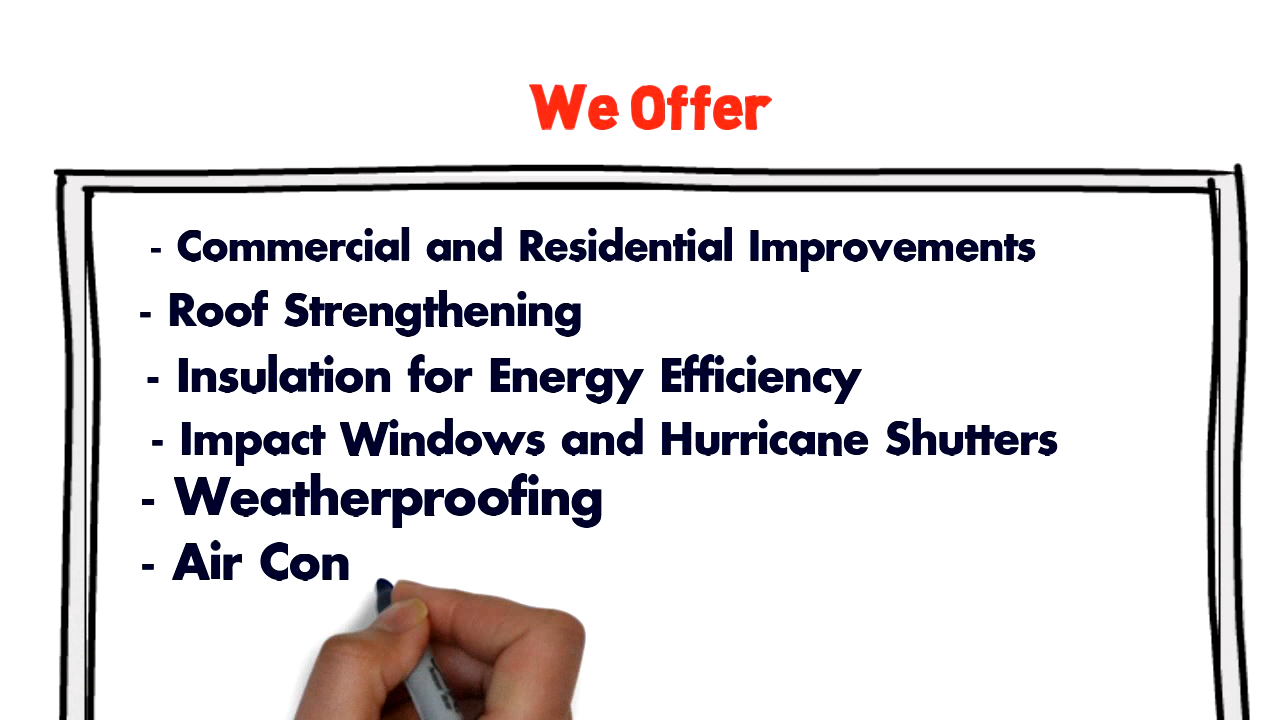 We Offer
- Commercial and Residential Improvements
- Roof Strengthening
- Insulation for Energy Efficiency
- Impact Windows and Hurricane Shutters
- Weatherproofing
- Air Con